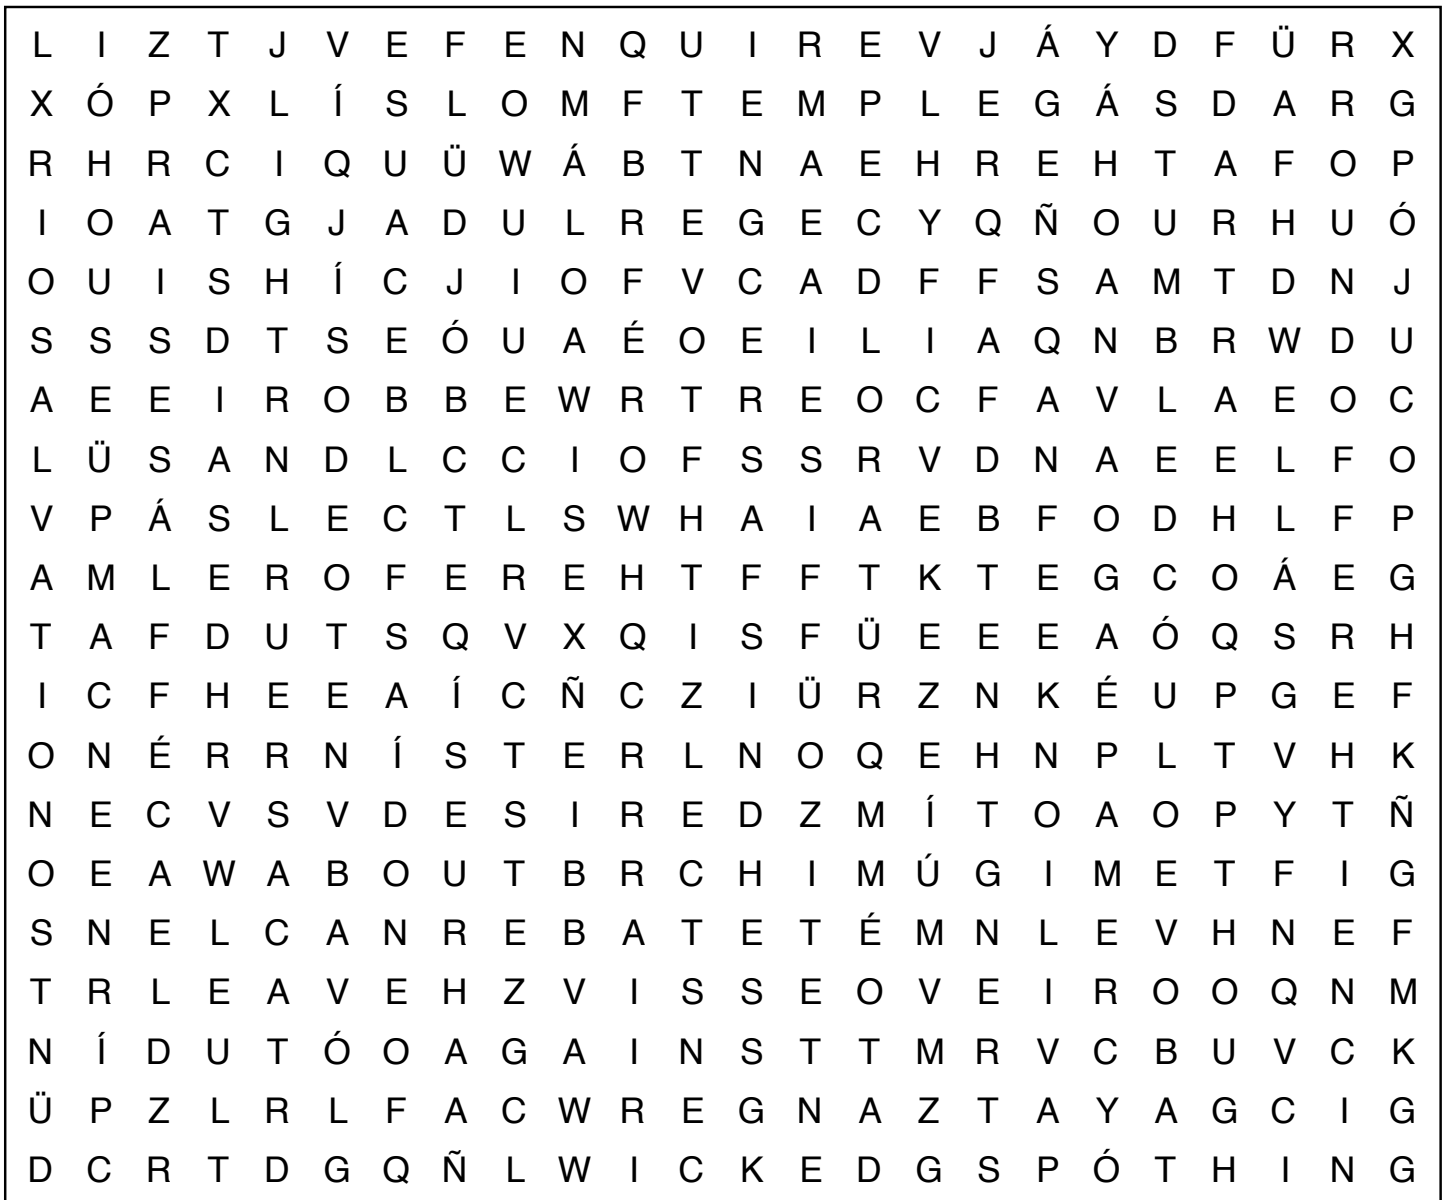 L I Z T J V E F E N Q U I R E V J Á Y D F Ü R X
X Ó P X L Í S L O M F T E M P L E G Á S D A R G
R H R C I Q U Ü W Á B T N A E H R E H T A F O P
I O A T G J A D U L R E G E C Y Q Ñ O U R H U Ó
O U I S H Í C J I O F V C A D F F S A M T D N J
S S S D T S E Ó U A É O E I L I A Q N B R W D U
A E E I R O B B E W R T R E O C F A V L A E O C
L Ü S A N D L C C I O F S S R V D N A E E L F O
V P Á S L E C T L S W H A I A E B F O D H L F P
A M L E R O F E R E H T F F T K T E G C O Á E G
T A F D U T S Q V X Q I S F Ü E E E A Ó Q S R H
I C F H E E A Í C Ñ C Z I Ü R Z N K É U P G E F
O N É R R N Í S T E R L N O Q E H N P L T V H K
N E C V S V D E S I R E D Z M Í T O A O P Y T Ñ
O E A W A B O U T B R C H I M Ú G I M E T F I G
S N E L C A N R E B A T E T É M N L E V H N E F
T R L E A V E H Z V I S S E O V E I R O O Q N M
N Í D U T Ó O A G A I N S T T M R V C B U V C K
Ü P Z L R L F A C W R E G N A Z T A Y A G C I G
D C R T D G Q Ñ L W I C K E D G S P Ó T H I N G